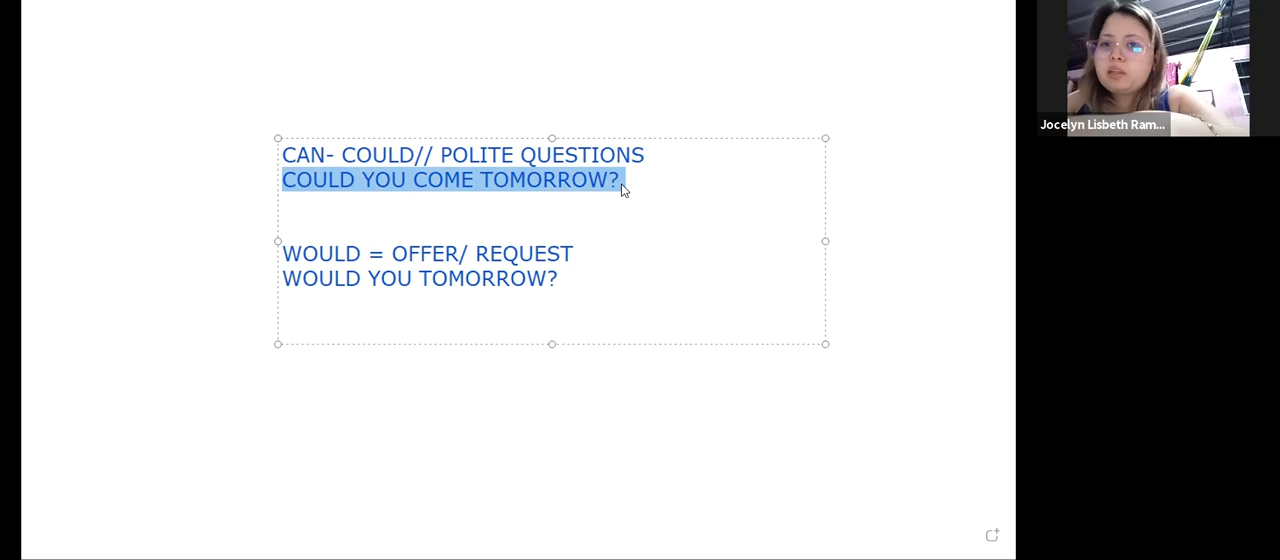 CAN- COULD// POLITE QUESTIONS
COULD YOU COME TOMORROW?
WOULD = OFFER/ REQUEST
WOULD YOU TOMORROW?
Jocelyn Lisbeth Ram...